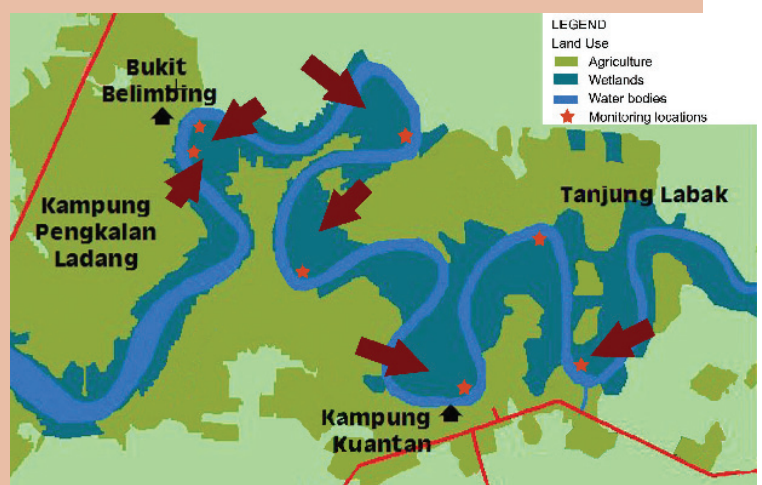 LEGEND
Land Use
Agriculture
Wetlands
Water bodies
Monitoring locations
Bukit
Belimbing
Kampung
Pengkalan
Ladang
Tanjung Labak
Kampung
Kuantan